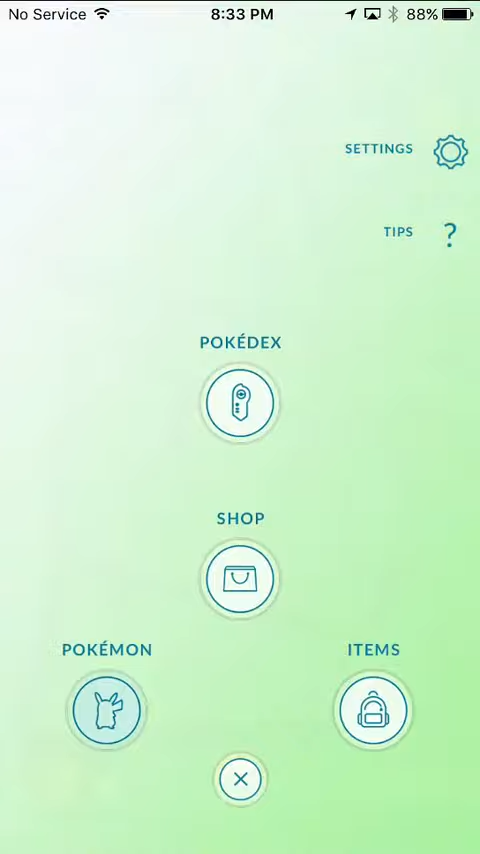 No Service 8:33 PM 88%
SETTINGS
TIPS ?
POKÉDEX
SHOP
POKÉMON ITEMS